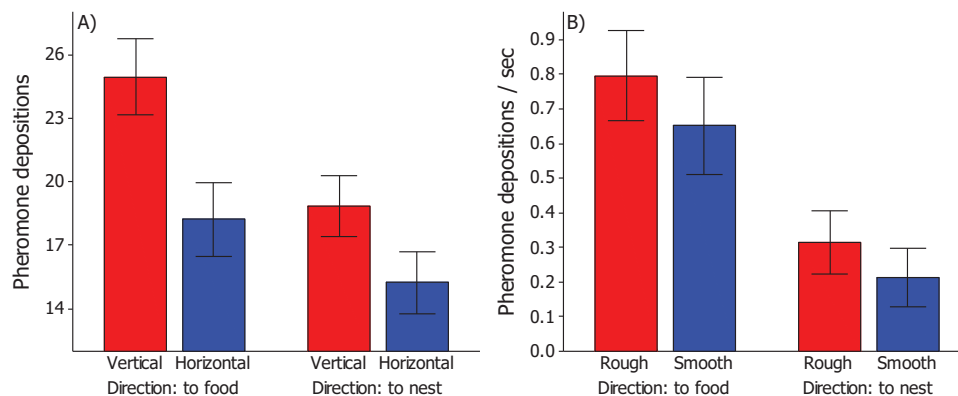 A)
Pheromone depositions
26
23
20
17
14
Vertical Horizontal Vertical Horizontal
Direction: to food Direction: to nest
B)
Pheromone depositions / sec
0.9
0.8
0.7
0.6
0.5
0.4
0.3
0.2
0.1
0.0
Rough Smooth Rough Smooth
Direction: to food Direction: to nest